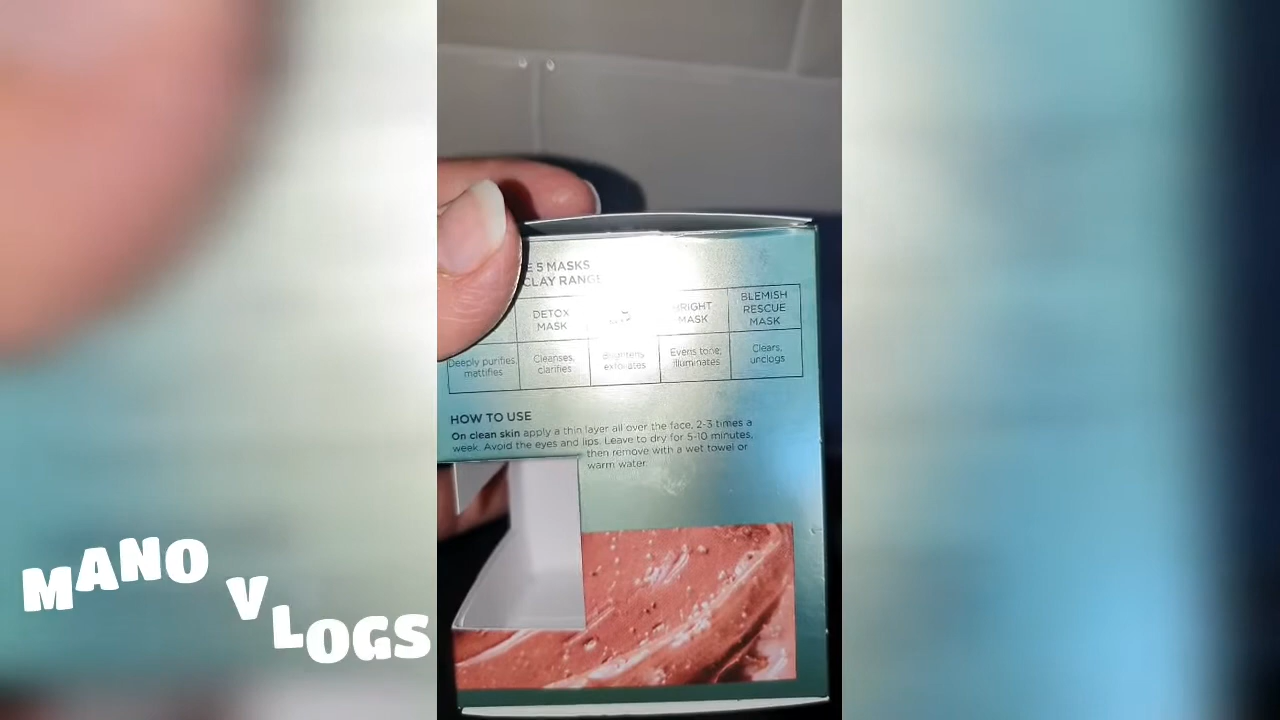 E 5 MASKS
CLAY RANGE
DETOX
MASK
BRIGHT
MASK
BLEMISH
RESCUE
MASK
Deeply purifies,
mattifies
Cleanses,
clarifies
Brightens,
exfoliates
Evens tone,
illuminates
Clears,
unclogs
HOW TO USE
On clean skin apply a thin layer all over the face, 2-3 times a
week. Avoid the eyes and lips. Leave to dry for 5-10 minutes,
then remove with a wet towel or
warm water.
MANO
VLOGS